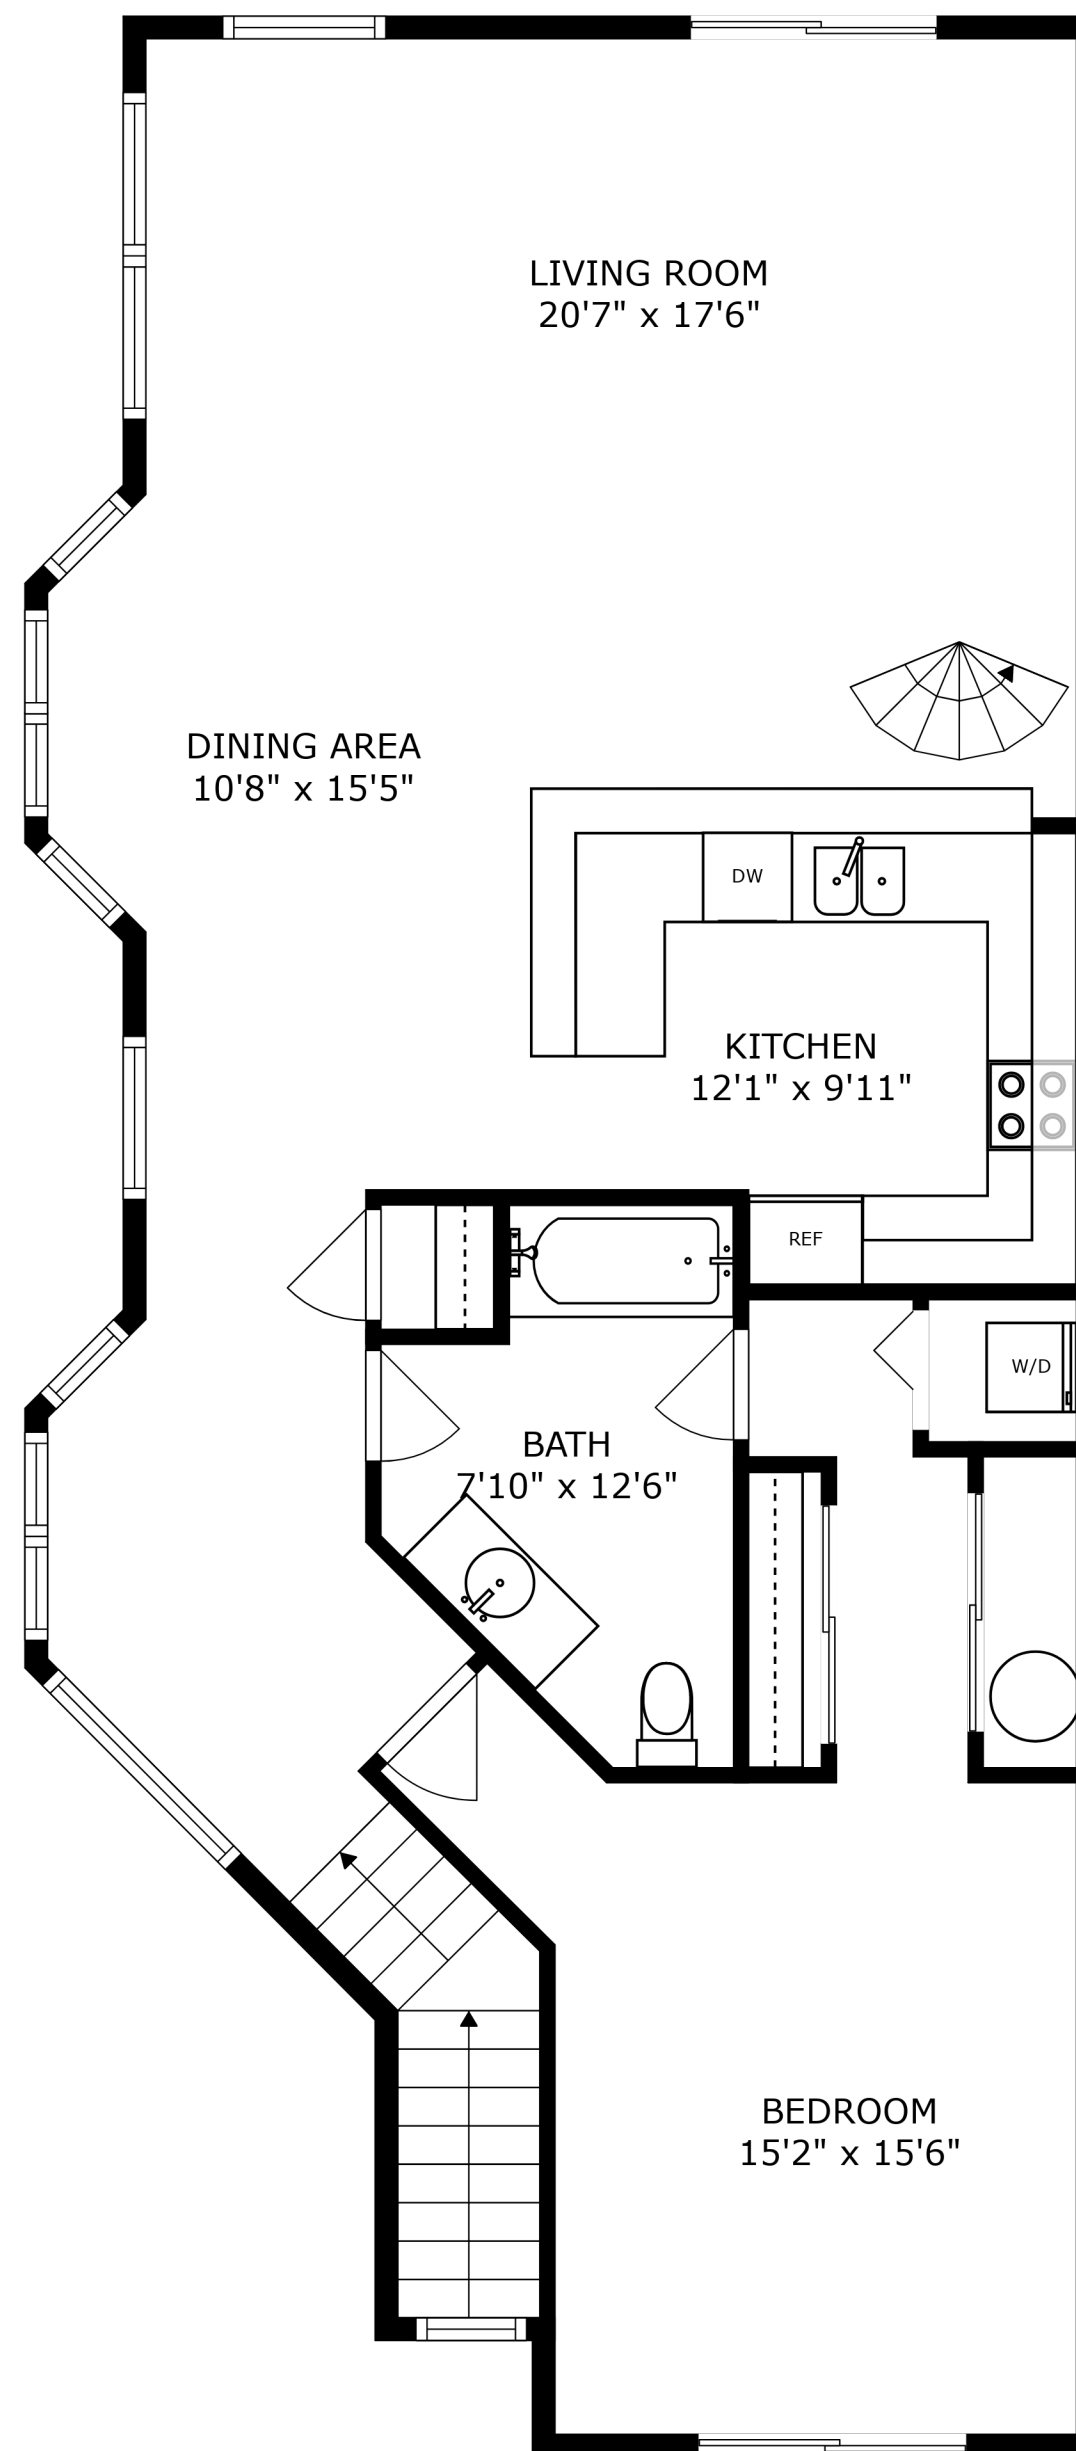 LIVING ROOM
20'7" x 17'6"
DINING AREA
10'8" x 15'5"
DW
KITCHEN
12'1" x 9'11"
REF
W/D
BATH
7'10" x 12'6"
BEDROOM
15'2" x 15'6"